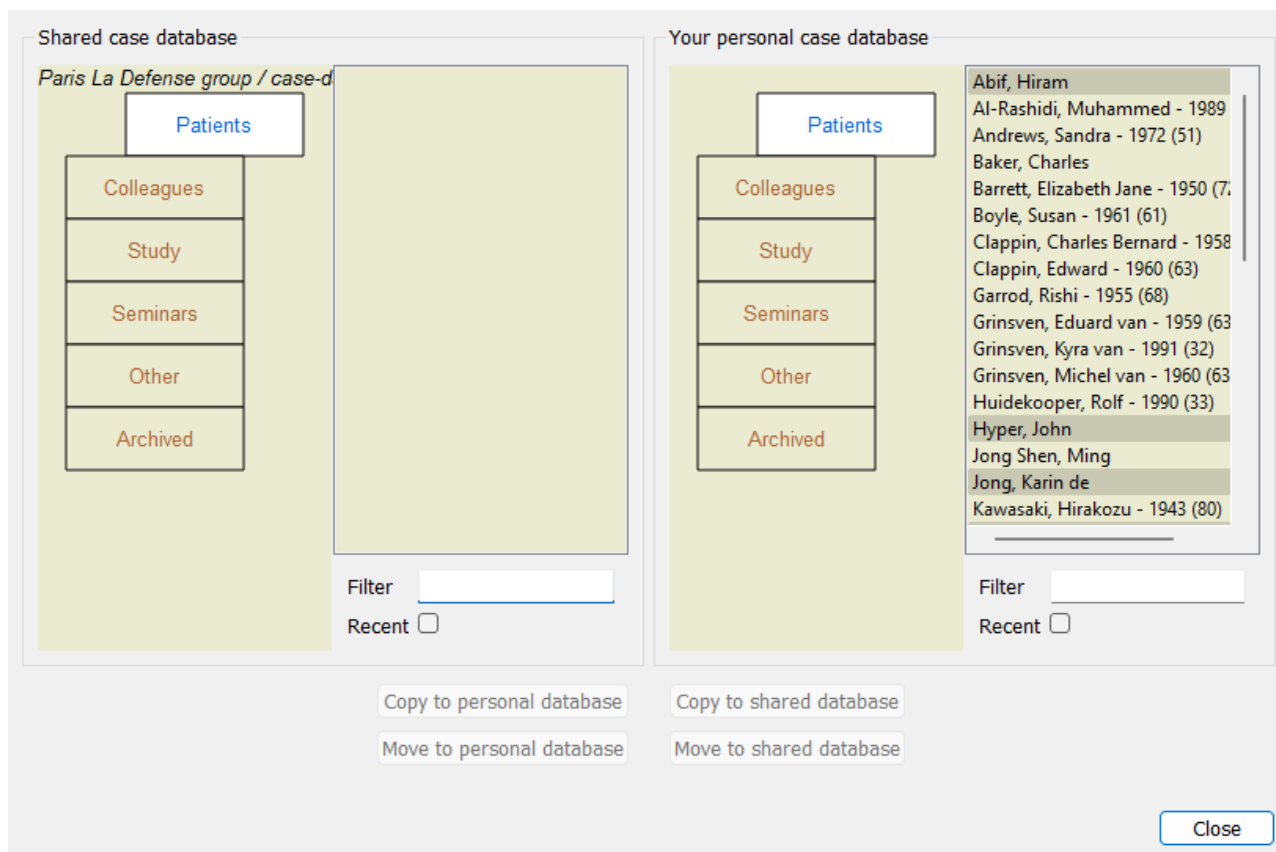 Shared case database
Paris La Defense group / case-d
Patients
Colleagues
Study
Seminars
Other
Archived
Filter
Recent
Copy to personal database
Move to personal database
Your personal case database
Patients
Colleagues
Study
Seminars
Other
Archived
Abif, Hiram
Al-Rashidi, Muhammed - 1989
Andrews, Sandra - 1972 (51)
Baker, Charles
Barrett, Elizabeth Jane - 1950 (72
Boyle, Susan - 1961 (61)
Clappin, Charles Bernard - 1958
Clappin, Edward - 1960 (63)
Garrod, Rishi - 1955 (68)
Grinsven, Eduard van - 1959 (63
Grinsven, Kyra van - 1991 (32)
Grinsven, Michel van - 1960 (63
Huidekooper, Rolf - 1990 (33)
Hyper, John
Jong Shen, Ming
Jong, Karin de
Kawasaki, Hirakozu - 1943 (80)
Filter
Recent
Copy to shared database
Move to shared database
Close